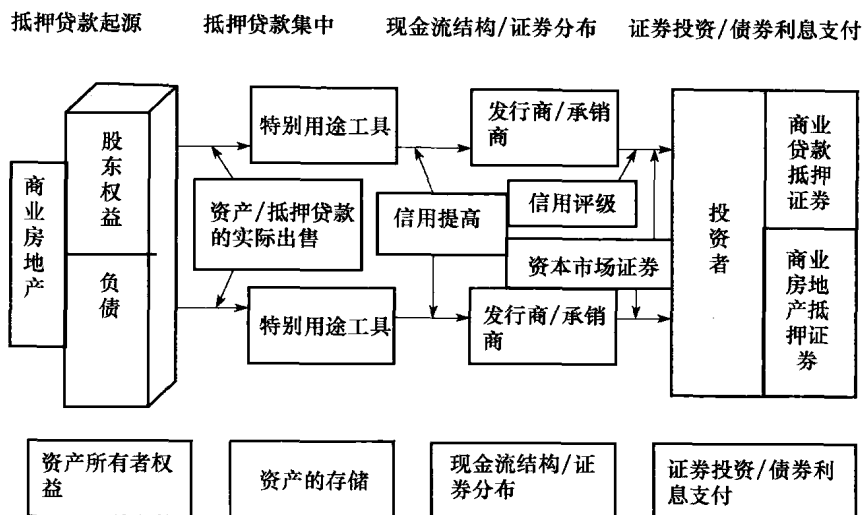 抵押贷款起源
抵押贷款集中
现金流结构/证券分布
证券投资/债券利息支付
商业房地产
股东权益
负债
特别用途工具
资产/抵押贷款
的实际出售
特别用途工具
信用提高
发行商/承销
商
信用评级
资本市场证券
发行商/承销
商
投资者
商业
贷款
抵押
证券
商业
房地
产抵
押证
券
资产所有者权
益
资产的存储
现金流结构/证
券分布
证券投资/债券利
息支付